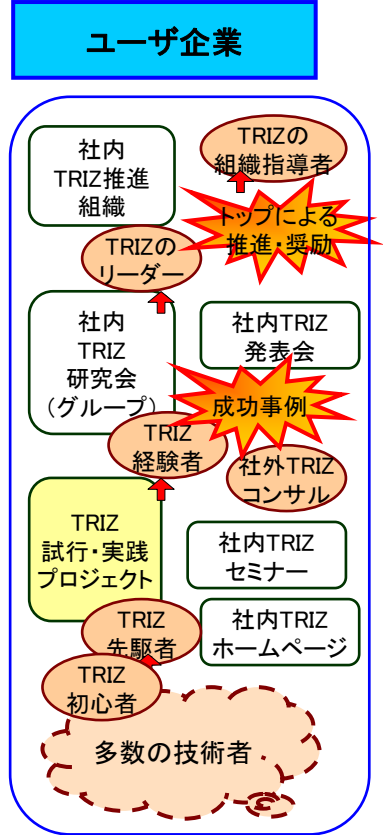 ユーザ企業
TRIZの
組織指導者
社内
TRIZ推進
組織
トップによる
推進・奨励
TRIZの
リーダー
社内
TRIZ
研究会
(グループ)
社内TRIZ
発表会
成功事例
TRIZ
経験者
社外TRIZ
コンサル
TRIZ
試行・実践
プロジェクト
社内TRIZ
セミナー
TRIZ
先駆者
社内TRIZ
ホームページ
TRIZ
初心者
多数の技術者